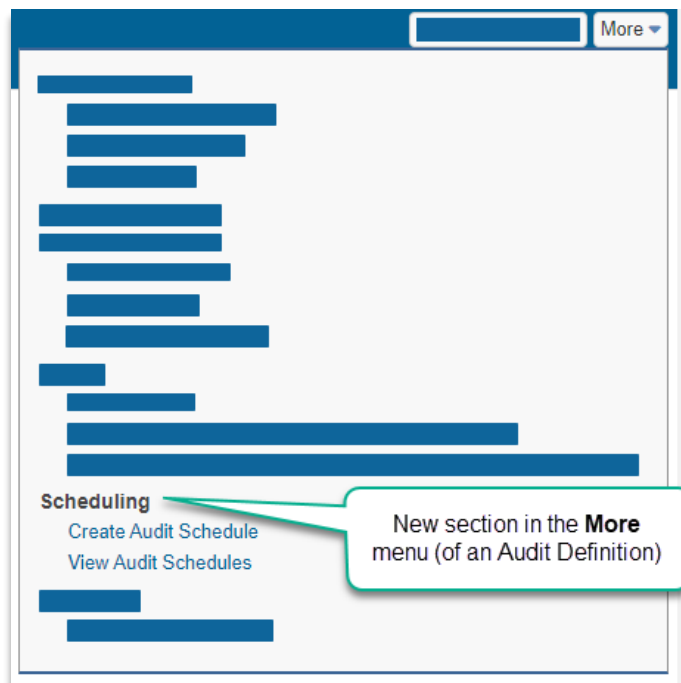 More
Scheduling
Create Audit Schedule
View Audit Schedules
New section in the More
menu (of an Audit Definition)